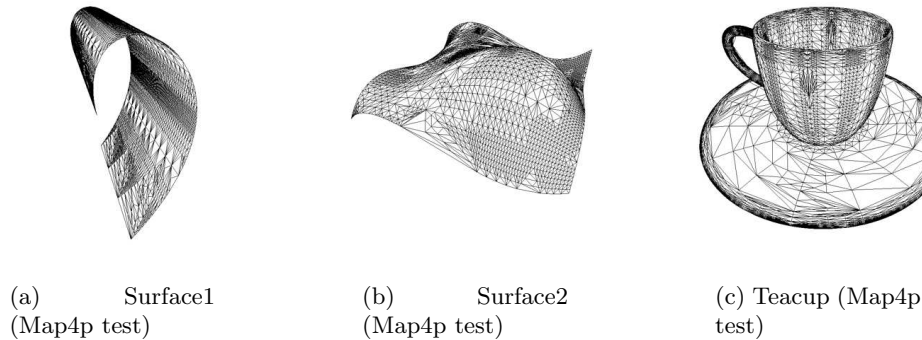 (a) Surface1
(Map4p test)
(b) Surface2
(Map4p test)
(c) Teacup (Map4p
test)